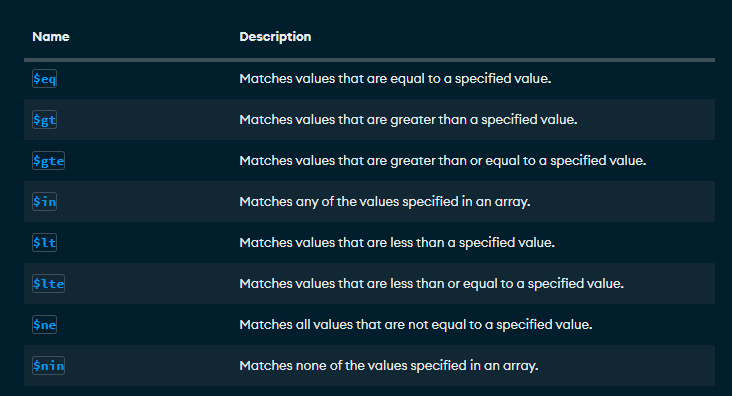 Name Description
$eq Matches values that are equal to a specified value.
$gt Matches values that are greater than a specified value.
$gte Matches values that are greater than or equal to a specified value.
$in Matches any of the values specified in an array.
$lt Matches values that are less than a specified value.
$lte Matches values that are less than or equal to a specified value.
$ne Matches all values that are not equal to a specified value.
$nin Matches none of the values specified in an array.